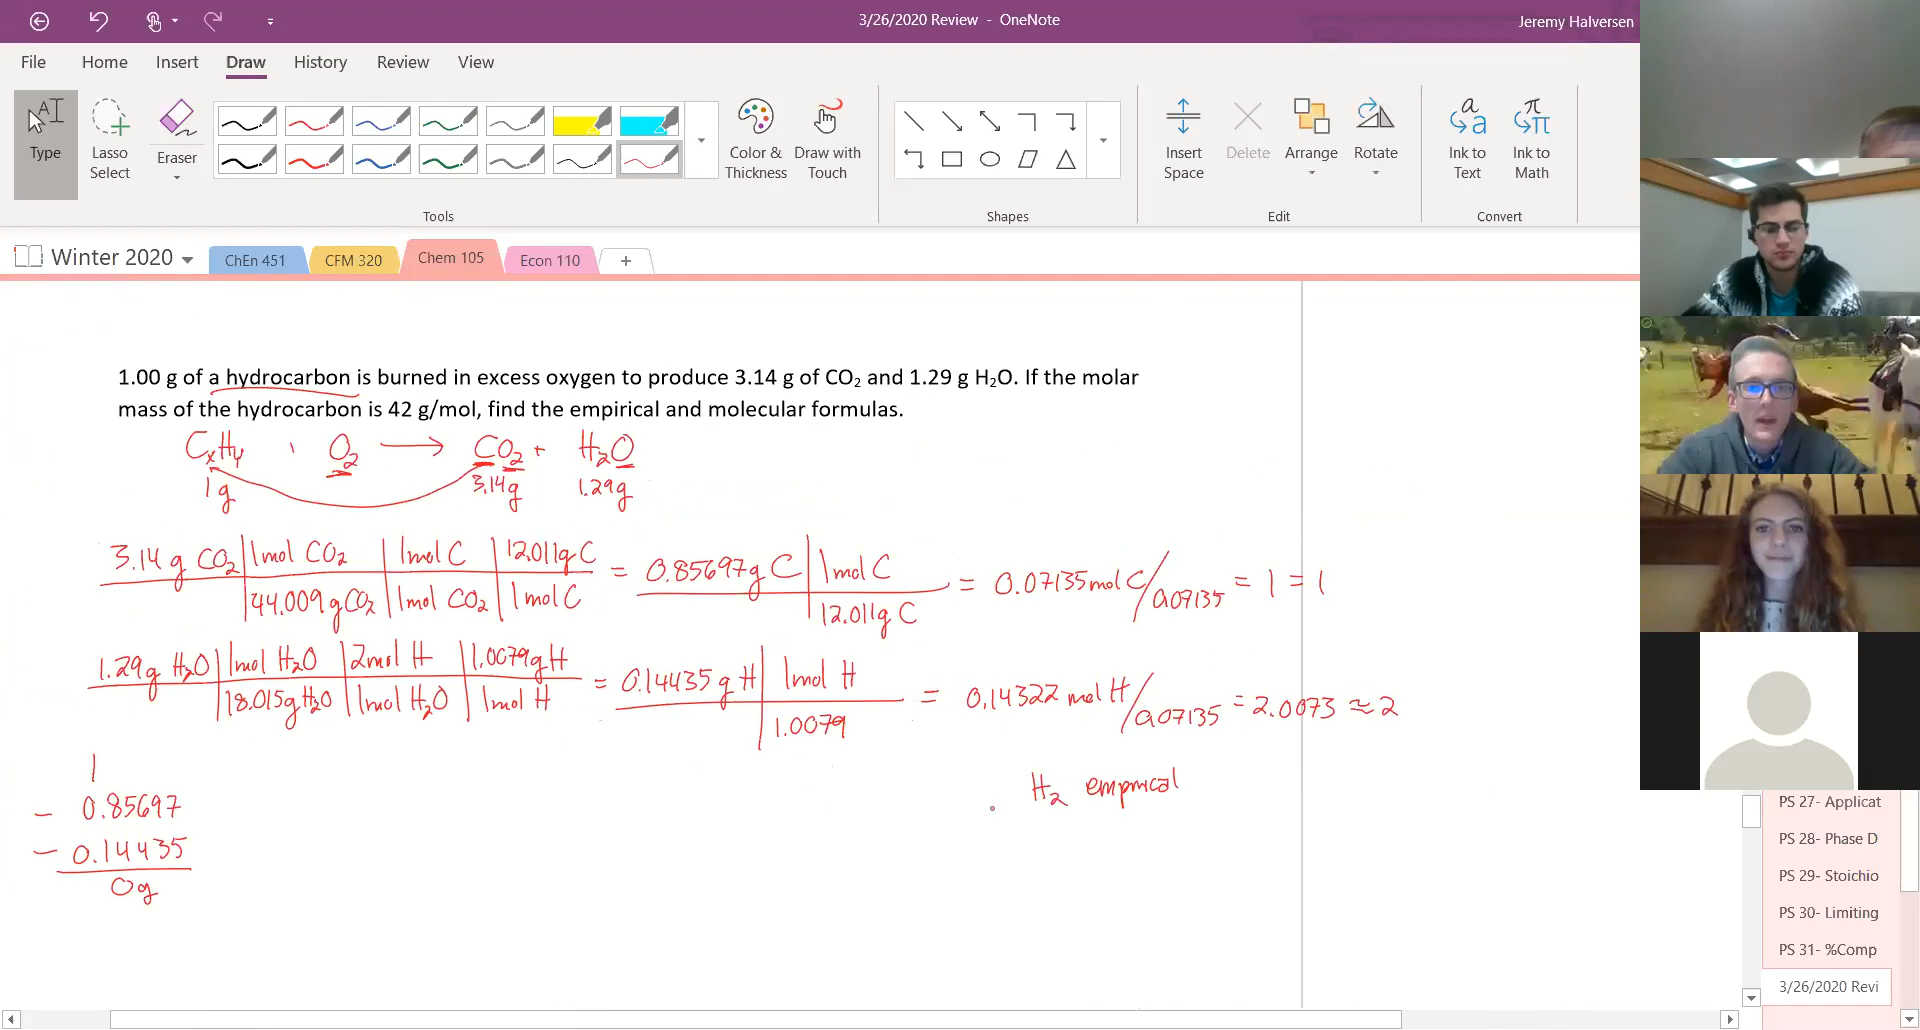 3/26/2020 Review - OneNote
Jeremy Halversen
File Home Insert Draw History Review View
Type
Lasso Select
Eraser
Color & Thickness
Draw with Touch
Insert Space
Delete
Arrange
Rotate
Ink to Text
Ink to Math
Tools
Shapes
Edit
Convert
Winter 2020
ChEn 451
CFM 320
Chem 105
Econ 110
+
1.00 g of a hydrocarbon is burned in excess oxygen to produce 3.14 g of CO₂ and 1.29 g H₂O. If the molar
mass of the hydrocarbon is 42 g/mol, find the empirical and molecular formulas.
CxHy + O₂ → CO₂ + H₂O
1g 3.14g 1.29g
3.14 g CO₂ | 1mol CO₂ | 1mol C | 12.011g C = 0.85697g C | 1mol C = 0.07135mol C/0.07135 = 1 = 1
44.009 g CO₂ | 1mol CO₂ | 1mol C | 12.011g C
1.29g H₂O | 1mol H₂O | 2mol H | 1.0079gH = 0.14435 g H | 1mol H = 0.14322 mol H/0.07135 = 2.0073 ≈ 2
18.015g H₂O | 1mol H₂O | 1mol H | 1.0079
1
- 0.85697
- 0.14435
0g
H₂ empirical
PS 27- Applicat
PS 28- Phase D
PS 29- Stoichio
PS 30- Limiting
PS 31- %Comp
3/26/2020 Revi